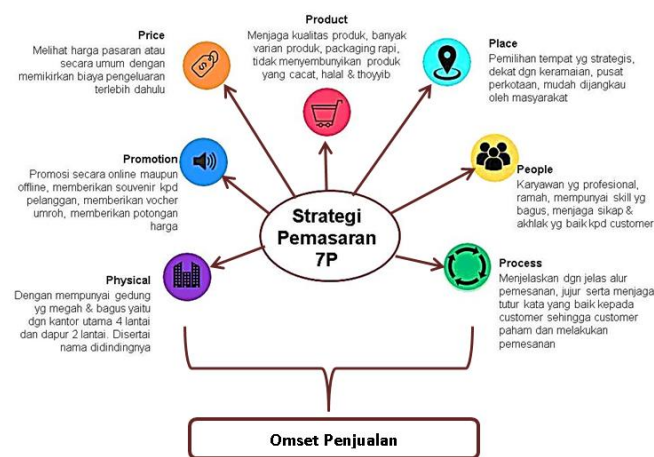 Product
Menjaga kualitas produk, banyak
varian produk, packaging rapi,
tidak menyembunyikan produk
yang cacat, halal & thoyyib
Price
Melihat harga pasaran atau
secara umum dengan
memikirkan biaya pengeluaran
terlebih dahulu
Place
Pemilihan tempat yg strategis,
dekat dgn keramaian, pusat
perkotaan, mudah dijangkau
oleh masyarakat
Promotion
Promosi secara online maupun
offline, memberikan souvenir kpd
pelanggan, memberikan vocher
umroh, memberikan potongan
harga
People
Karyawan yg profesional,
ramah, mempunyai skill yg
bagus, menjaga sikap &
akhlak yg baik kpd customer
Strategi
Pemasaran
7P
Physical
Dengan mempunyai gedung
yg megah & bagus yaitu
dgn kantor utama 4 lantai
dan dapur 2 lantai. Disertai
nama didindingnya
Process
Menjelaskan dgn jelas alur
pemesanan, jujur serta menjaga
tutur kata yang baik kepada
customer sehingga customer
paham dan melakukan
pemesanan
Omset Penjualan